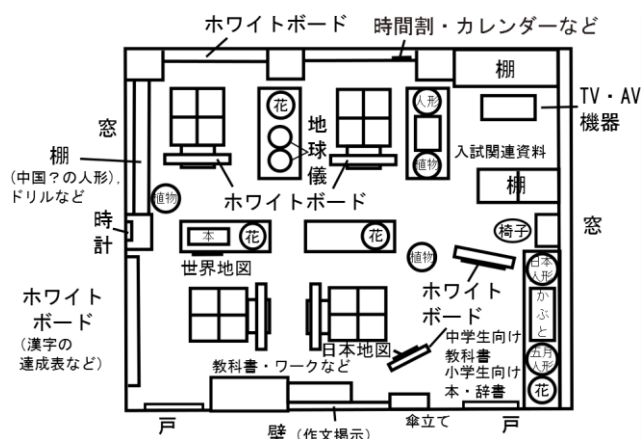 ホワイトボード
時間割・カレンダーなど
棚
TV・AV
機器
花
地球儀
人形
植物
入試関連資料
窓
棚
(中国?の人形),
ドリルなど
植物
ホワイトボード
棚
時計
本
花
花
椅子
窓
世界地図
植物
日本
人形
ホワイト
ボード
(漢字の
達成表など)
ホワイト
ボード
かぶと
日本地図
中学生向け
教科書
小学生向け
本・辞書
五月
人形
花
教科書・ワークなど
戸
壁(作文掲示)
傘立て
戸